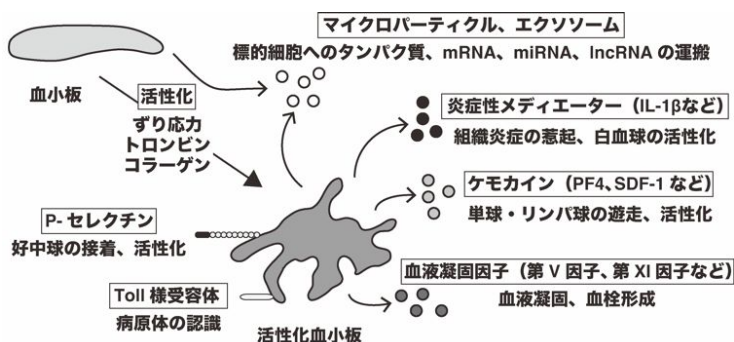 マイクロパーティクル、エクソソーム
標的細胞へのタンパク質、mRNA、miRNA、lncRNA の運搬
血小板
活性化
ずり応力
トロンビン
コラーゲン
炎症性メディエーター（IL-1βなど）
組織炎症の惹起、白血球の活性化
ケモカイン（PF4、SDF-1 など）
単球・リンパ球の遊走、活性化
P- セレクチン
好中球の接着、活性化
血液凝固因子（第 V 因子、第 XI 因子など）
血液凝固、血栓形成
Toll 様受容体
病原体の認識
活性化血小板